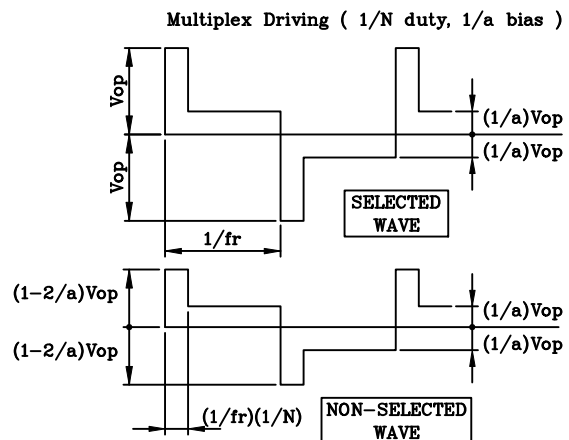 Multiplex Driving ( 1/N duty, 1/a bias )
Vop
Vop
(1/a)Vop
(1/a)Vop
SELECTED
WAVE
1/fr
(1-2/a)Vop
(1-2/a)Vop
(1/a)Vop
(1/a)Vop
(1/fr)(1/N)
NON-SELECTED
WAVE